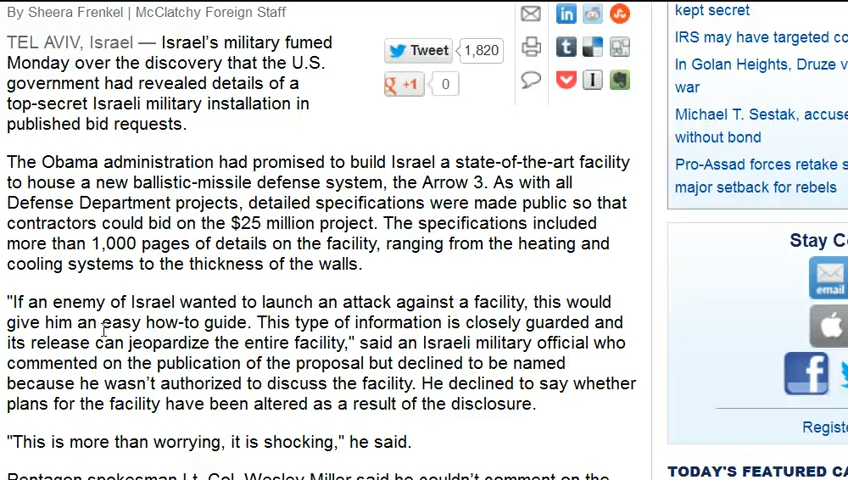 By Sheera Frenkel | McClatchy Foreign Staff
TEL AVIV, Israel — Israel's military fumed
Monday over the discovery that the U.S.
government had revealed details of a
top-secret Israeli military installation in
published bid requests.
Tweet 1,820
+1 0
The Obama administration had promised to build Israel a state-of-the-art facility
to house a new ballistic-missile defense system, the Arrow 3. As with all
Defense Department projects, detailed specifications were made public so that
contractors could bid on the $25 million project. The specifications included
more than 1,000 pages of details on the facility, ranging from the heating and
cooling systems to the thickness of the walls.
"If an enemy of Israel wanted to launch an attack against a facility, this would
give him an easy how-to guide. This type of information is closely guarded and
its release can jeopardize the entire facility," said an Israeli military official who
commented on the publication of the proposal but declined to be named
because he wasn't authorized to discuss the facility. He declined to say whether
plans for the facility have been altered as a result of the disclosure.
"This is more than worrying, it is shocking," he said.
Pentagon spokesman Lt. Col. Wesley Miller said he couldn't comment on the
kept secret
IRS may have targeted co
In Golan Heights, Druze v
war
Michael T. Sestak, accuse
without bond
Pro-Assad forces retake s
major setback for rebels
Stay Co
email
Registe
TODAY'S FEATURED CA